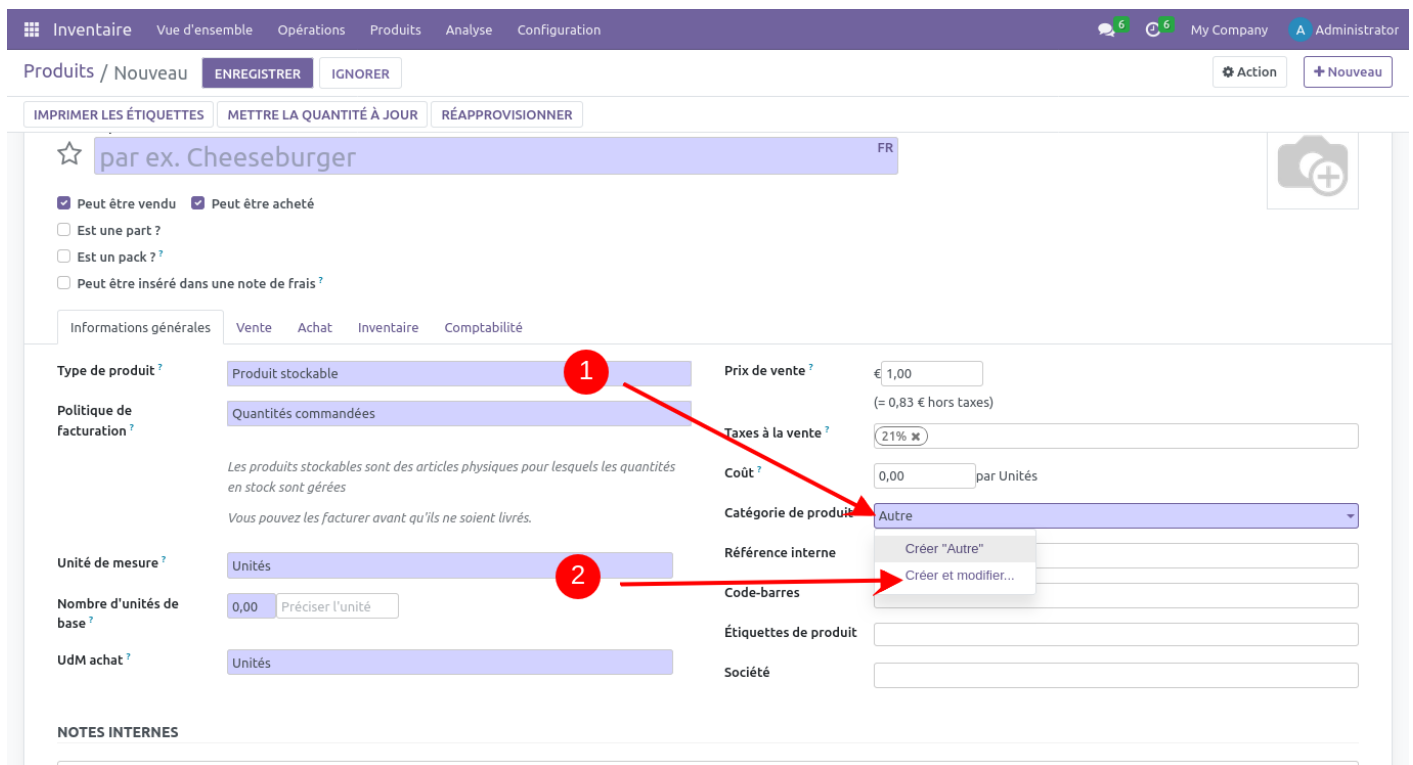 Inventaire Vue d'ensemble Opérations Produits Analyse Configuration 6 6 My Company A Administrator
Produits / Nouveau ENREGISTRER IGNORER Action + Nouveau
IMPRIMER LES ÉTIQUETTES METTRE LA QUANTITÉ À JOUR RÉAPPROVISIONNER
par ex. Cheeseburger FR
Peut être vendu Peut être acheté
Est une part ?
Est un pack ? ?
Peut être inséré dans une note de frais ?
Informations générales Vente Achat Inventaire Comptabilité
Type de produit ? Produit stockable
1
Prix de vente ? € 1,00
(= 0,83 € hors taxes)
Politique de facturation ? Quantités commandées
Taxes à la vente ? 21% ✖
Les produits stockables sont des articles physiques pour lesquels les quantités
en stock sont gérées
Coût ? 0,00 par Unités
Vous pouvez les facturer avant qu'ils ne soient livrés.
Catégorie de produit Autre
Créer "Autre"
Créer et modifier...
2
Référence interne
Unité de mesure ? Unités
Code-barres
Nombre d'unités de
base ? 0,00 Préciser l'unité
Étiquettes de produit
UdM achat ? Unités
Société
NOTES INTERNES